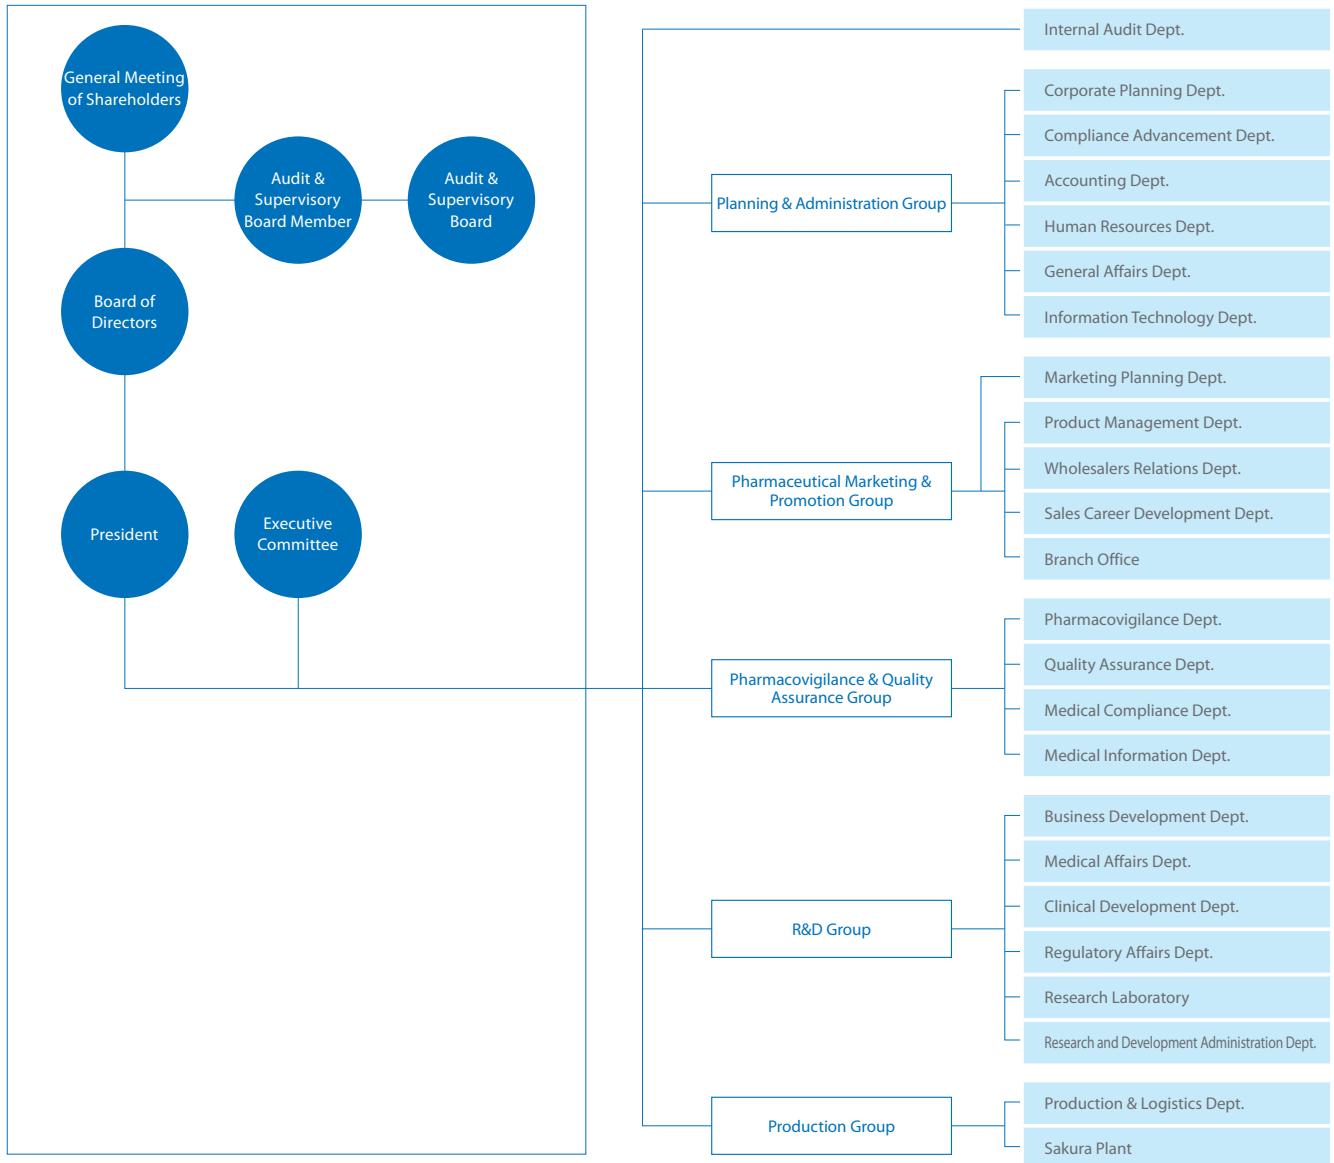 General Meeting
of Shareholders
Audit &
Supervisory
Board Member
Audit &
Supervisory
Board
Board of
Directors
President
Executive
Committee
Internal Audit Dept.
Planning & Administration Group
Corporate Planning Dept.
Compliance Advancement Dept.
Accounting Dept.
Human Resources Dept.
General Affairs Dept.
Information Technology Dept.
Pharmaceutical Marketing &
Promotion Group
Marketing Planning Dept.
Product Management Dept.
Wholesalers Relations Dept.
Sales Career Development Dept.
Branch Office
Pharmacovigilance & Quality
Assurance Group
Pharmacovigilance Dept.
Quality Assurance Dept.
Medical Compliance Dept.
Medical Information Dept.
R&D Group
Business Development Dept.
Medical Affairs Dept.
Clinical Development Dept.
Regulatory Affairs Dept.
Research Laboratory
Research and Development Administration Dept.
Production Group
Production & Logistics Dept.
Sakura Plant